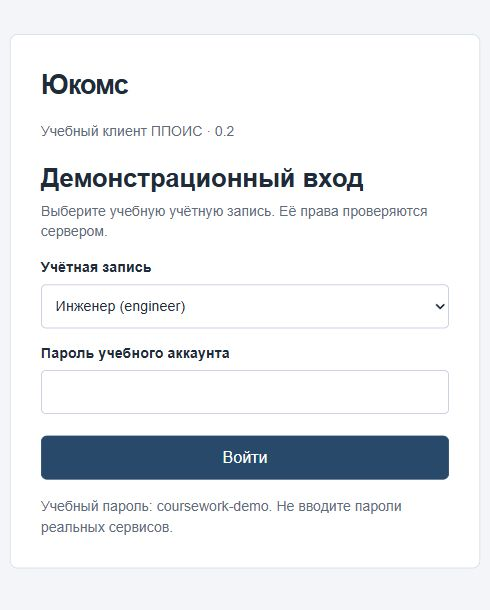 Юкомс
Учебный клиент ППОИС · 0.2
Демонстрационный вход
Выберите учебную учётную запись. Её права проверяются
сервером.
Учётная запись
Инженер (engineer)
Пароль учебного аккаунта
Войти
Учебный пароль: coursework-demo. Не вводите пароли
реальных сервисов.